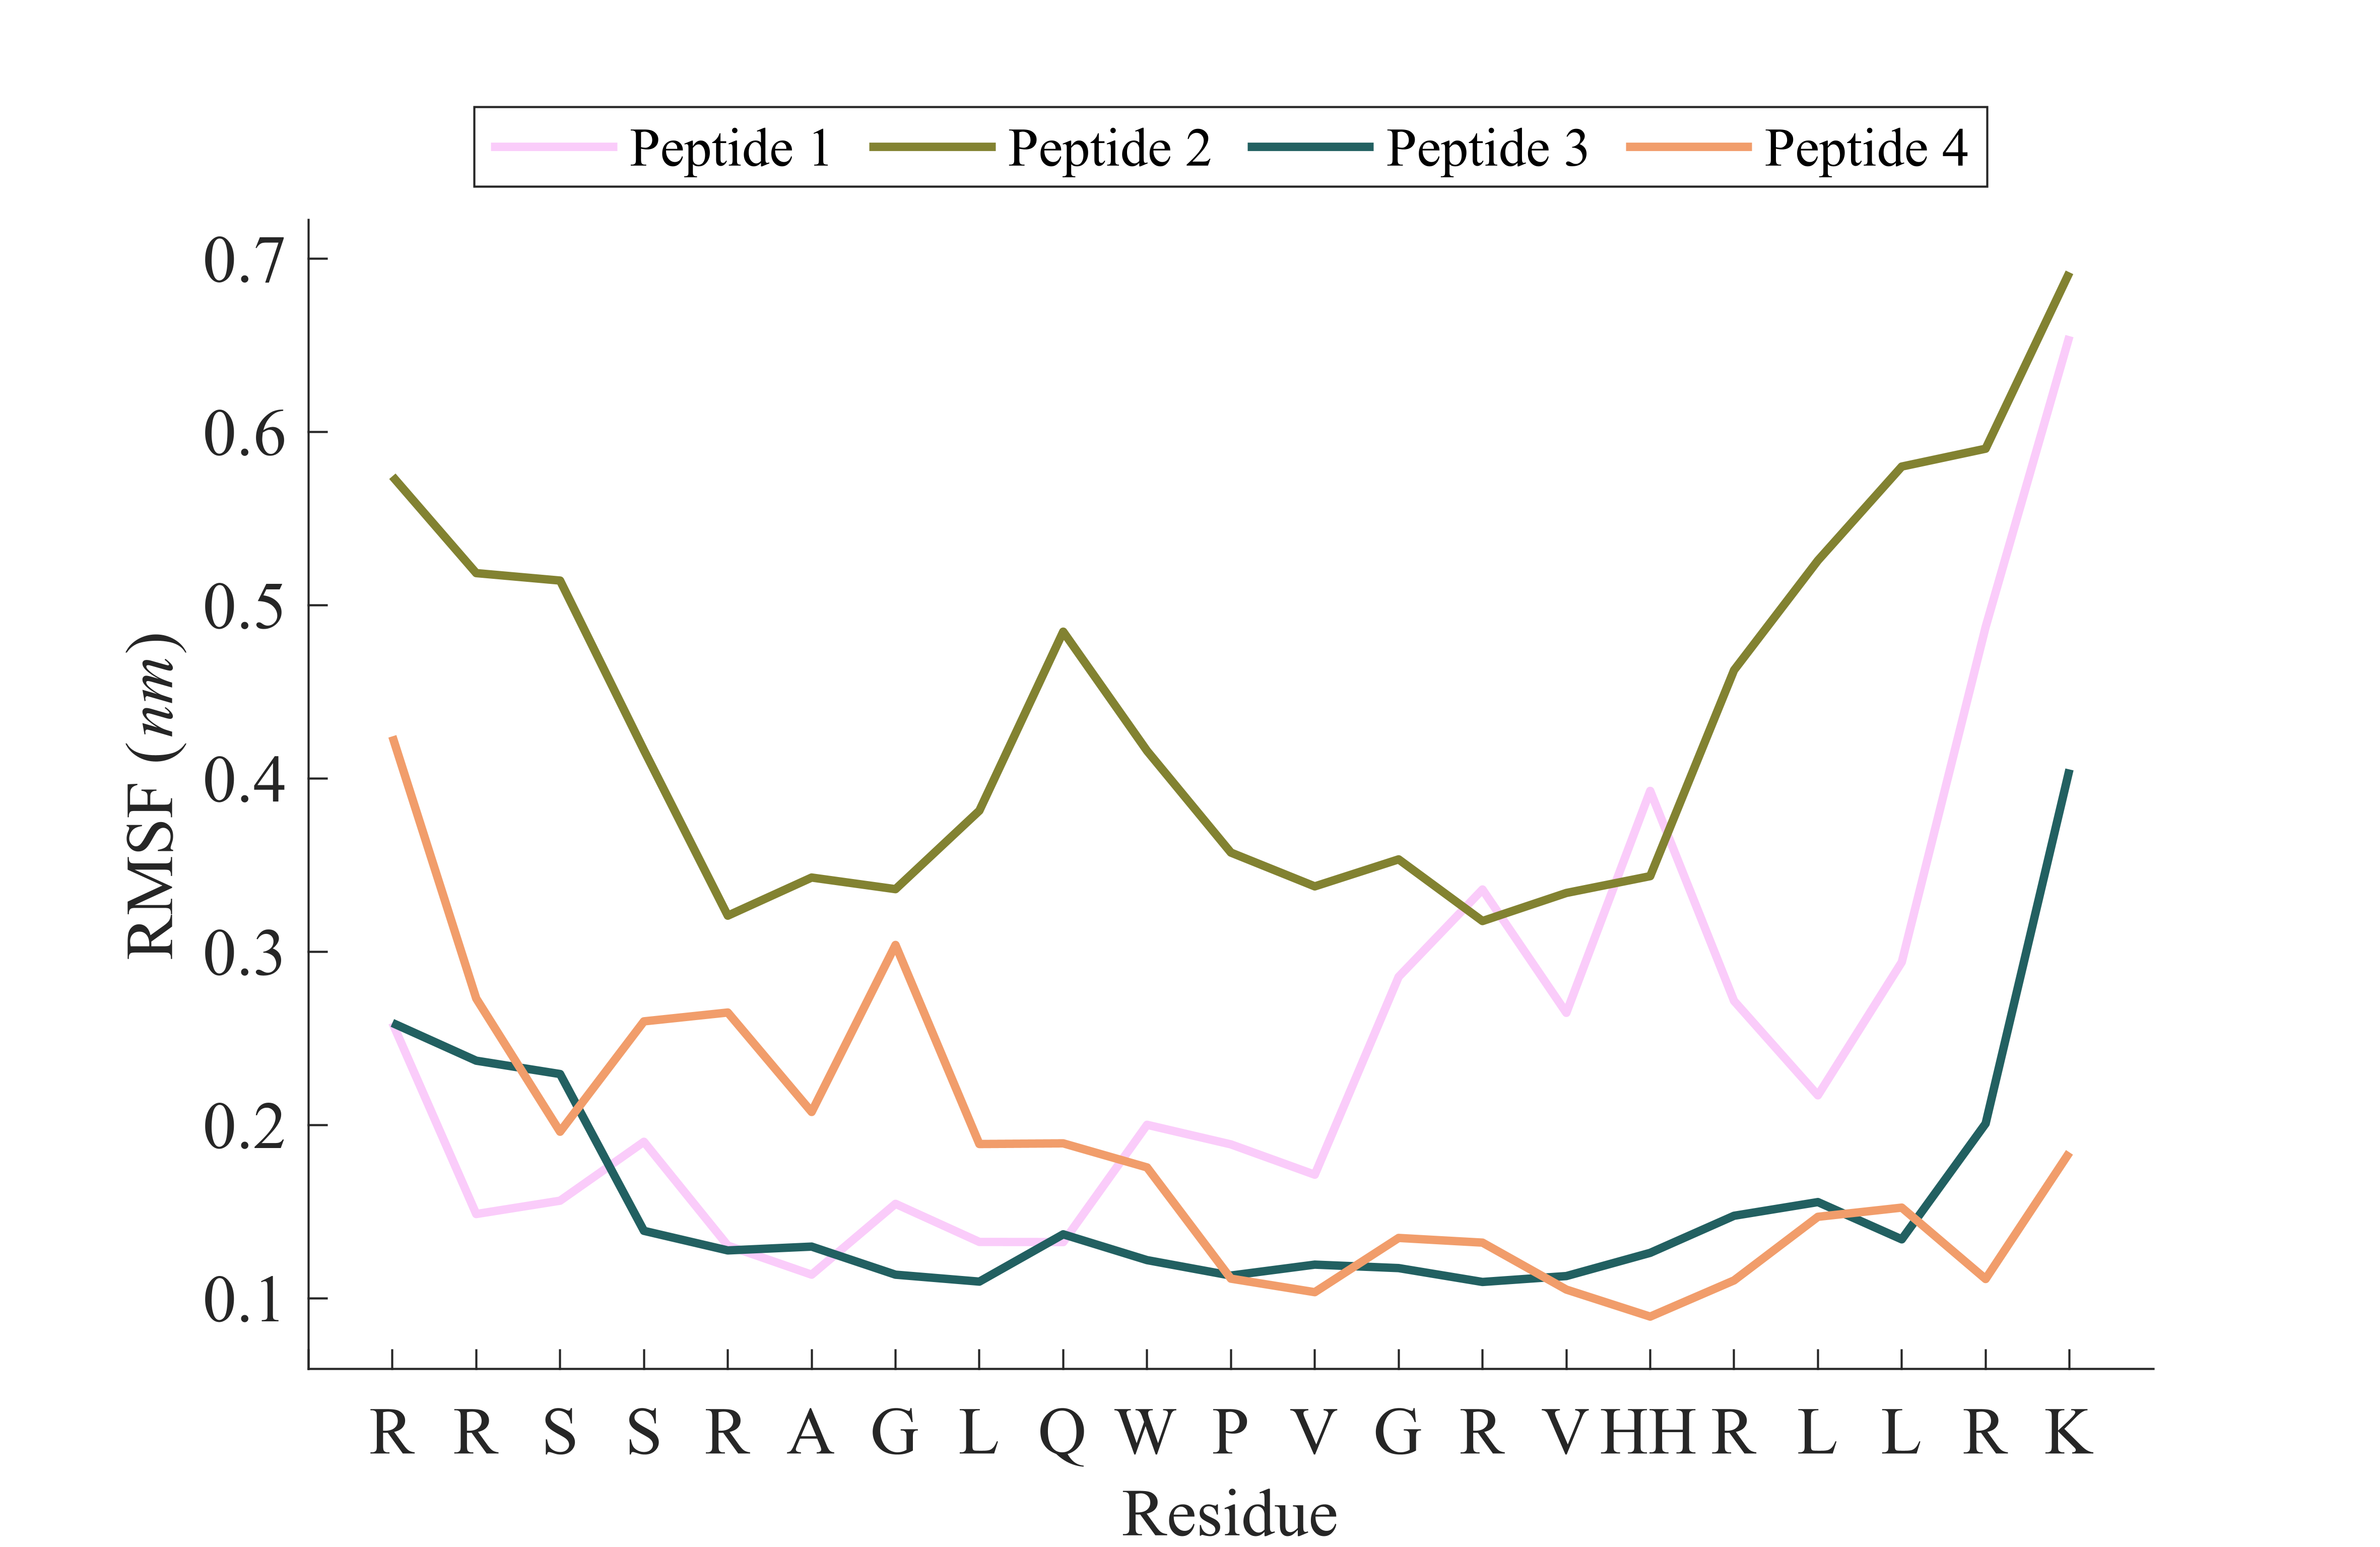 Peptide 1 Peptide 2 Peptide 3 Peptide 4
0.7
0.6
0.5
0.4
0.3
0.2
0.1
RMSF (nm)
R R S S R A G L Q W P V G R V HHH R L L R K
Residue